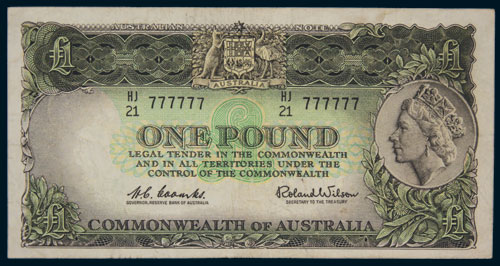 AUSTRALIAN NOTE
£1 £1
AUSTRALIA
HJ 21 777777 HJ 21 777777
ONE POUND
LEGAL TENDER IN THE COMMONWEALTH
AND IN ALL TERRITORIES UNDER THE
CONTROL OF THE COMMONWEALTH
H.C. Coombs. Roland Wilson
GOVERNOR, RESERVE BANK OF AUSTRALIA SECRETARY TO THE TREASURY
£1 £1
COMMONWEALTH OF AUSTRALIA